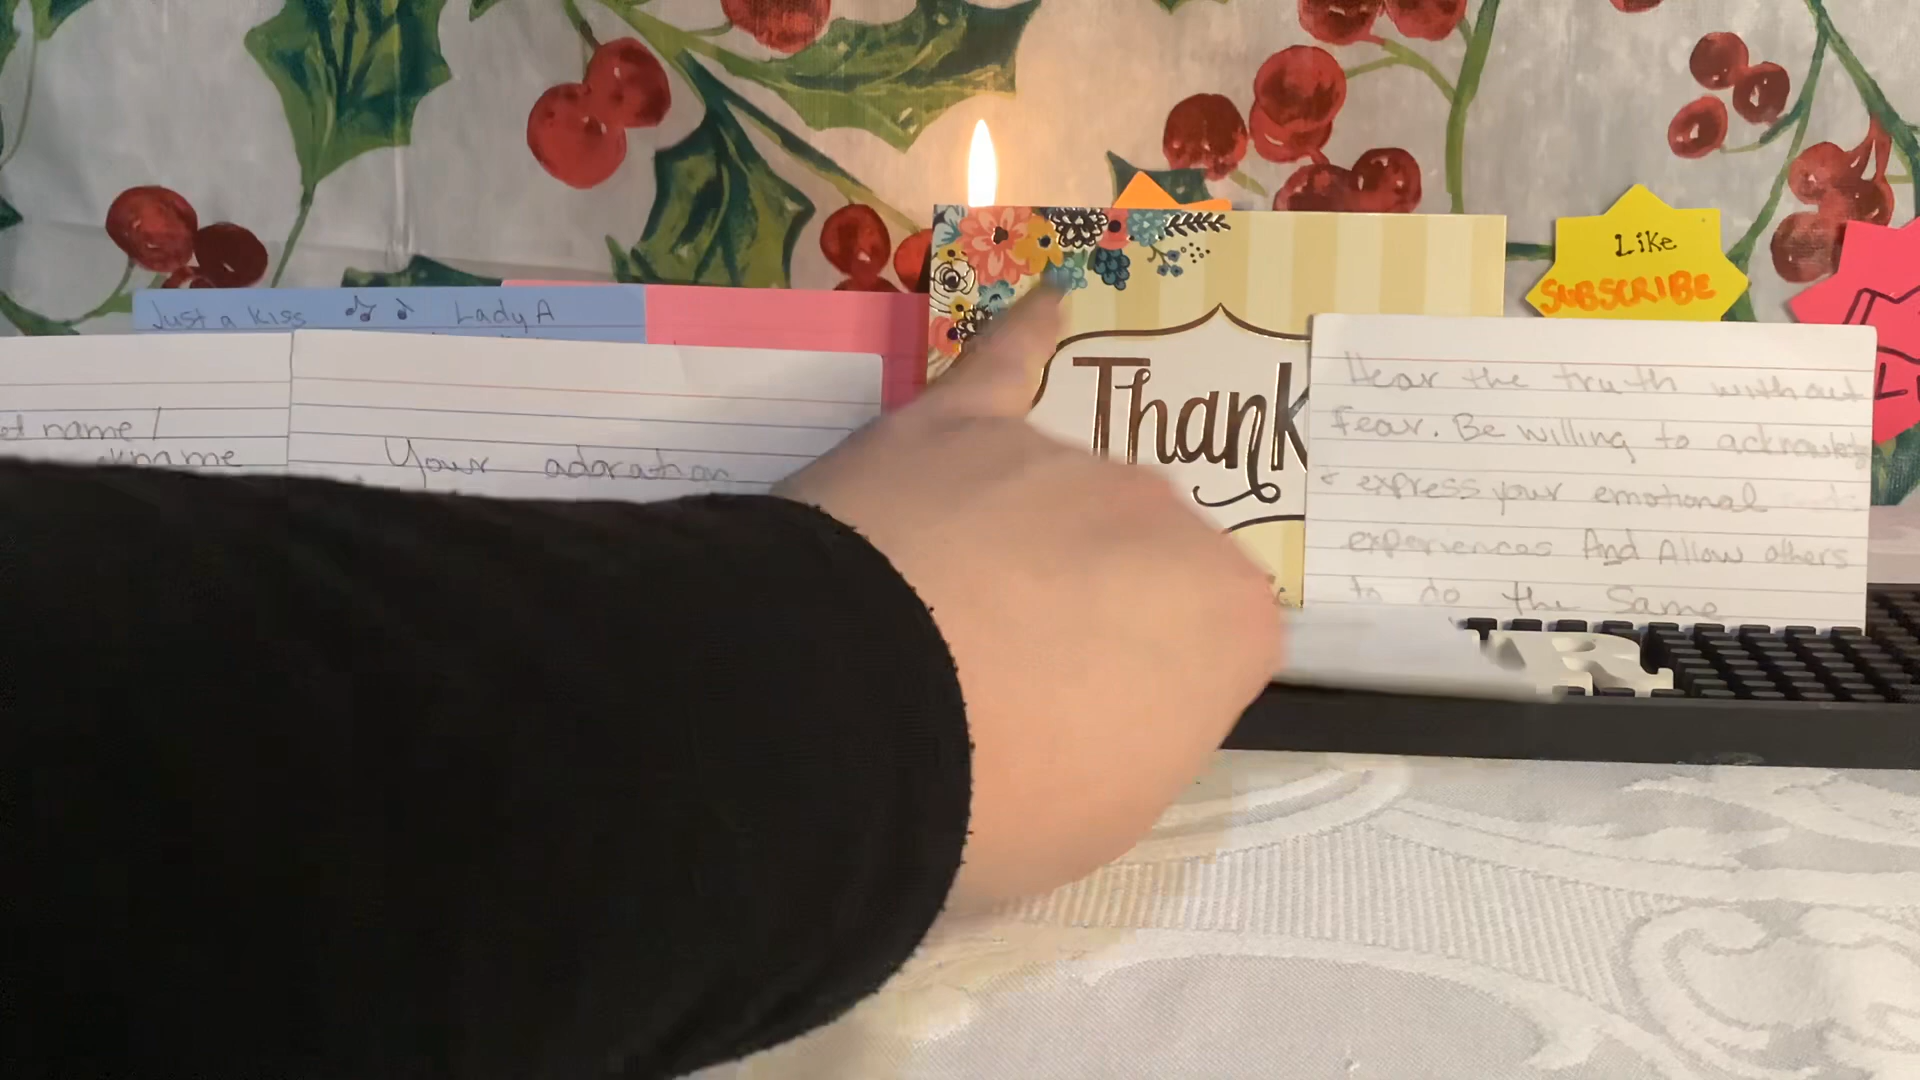 Just a Kiss Lady A
name /
Your adoration
Thank
Like
SUBSCRIBE
Hear the truth without
Fear. Be willing to
& express your emotional
experiences And Allow others
to do the Same
R